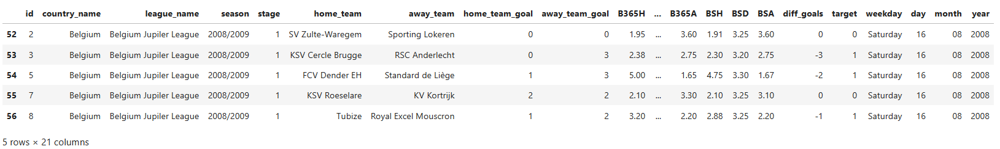 id country_name league_name season stage home_team away_team home_team_goal away_team_goal B365H ... B365A BSH BSD BSA diff_goals target weekday day month year
52 2 Belgium Belgium Jupiler League 2008/2009 1 SV Zulte-Waregem Sporting Lokeren 0 0 1.95 ... 3.60 1.91 3.25 3.60 0 0 Saturday 16 08 2008
53 3 Belgium Belgium Jupiler League 2008/2009 1 KSV Cercle Brugge RSC Anderlecht 0 3 2.38 ... 2.75 2.30 3.20 2.75 -3 1 Saturday 16 08 2008
54 5 Belgium Belgium Jupiler League 2008/2009 1 FCV Dender EH Standard de Liège 1 3 5.00 ... 1.65 4.75 3.30 1.67 -2 1 Saturday 16 08 2008
55 7 Belgium Belgium Jupiler League 2008/2009 1 KSV Roeselare KV Kortrijk 2 2 2.10 ... 3.30 2.10 3.25 3.10 0 0 Saturday 16 08 2008
56 8 Belgium Belgium Jupiler League 2008/2009 1 Tubize Royal Excel Mouscron 1 2 3.20 ... 2.20 2.88 3.25 2.20 -1 1 Saturday 16 08 2008
5 rows × 21 columns